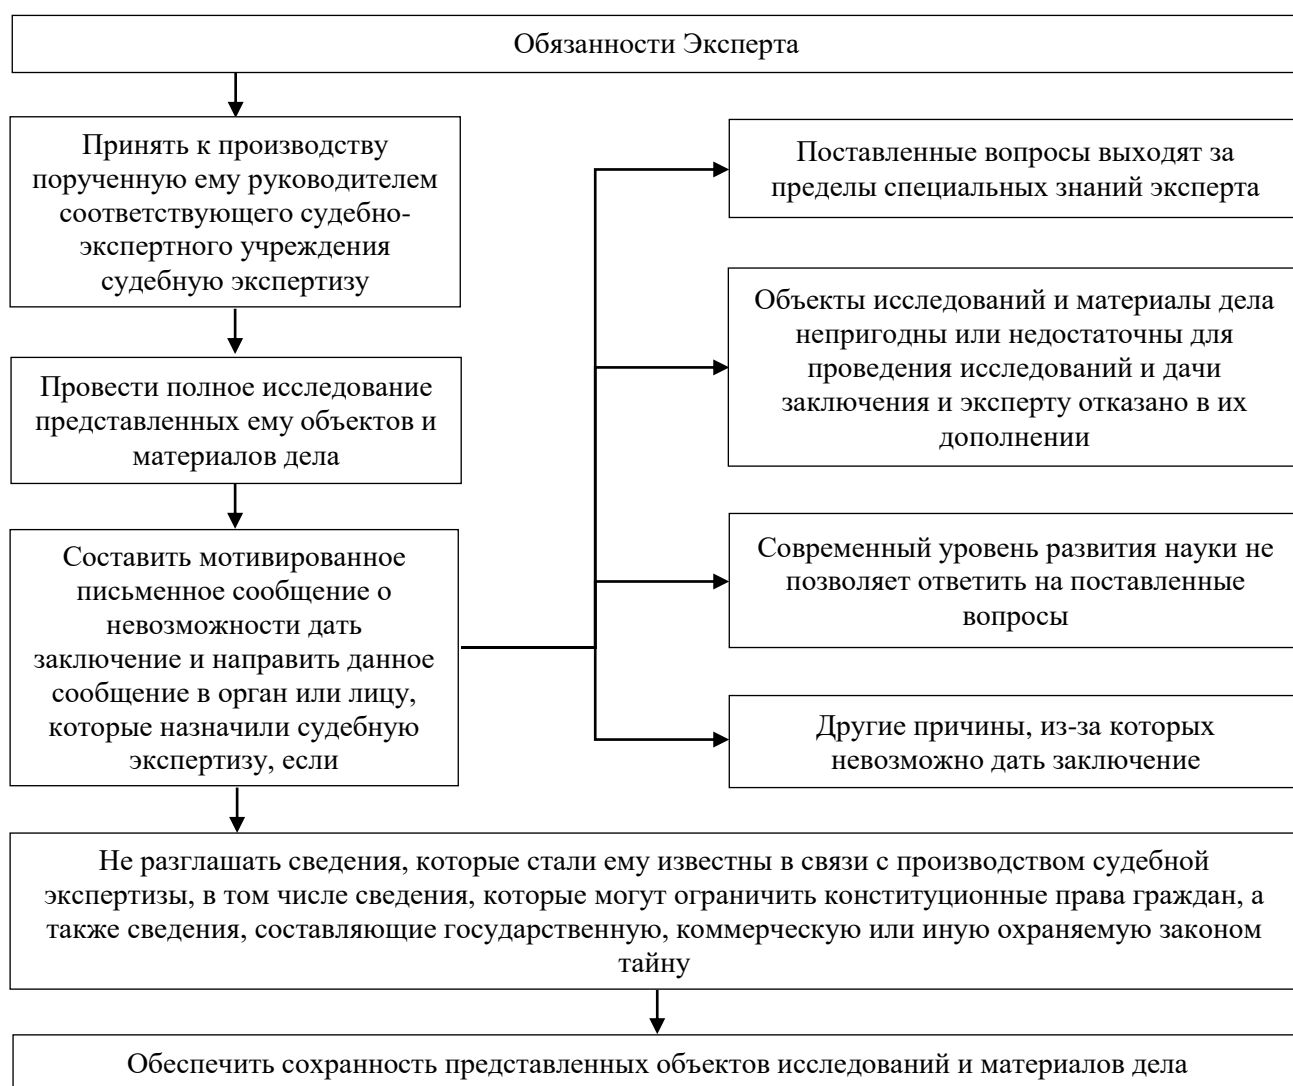 Обязанности Эксперта
Принять к производству
порученную ему руководителем
соответствующего судебно-
экспертного учреждения
судебную экспертизу
Провести полное исследование
представленных ему объектов и
материалов дела
Составить мотивированное
письменное сообщение о
невозможности дать
заключение и направить данное
сообщение в орган или лицу,
которые назначили судебную
экспертизу, если
Поставленные вопросы выходят за
пределы специальных знаний эксперта
Объекты исследований и материалы дела
непригодны или недостаточны для
проведения исследований и дачи
заключения и эксперту отказано в их
дополнении
Современный уровень развития науки не
позволяет ответить на поставленные
вопросы
Другие причины, из-за которых
невозможно дать заключение
Не разглашать сведения, которые стали ему известны в связи с производством судебной
экспертизы, в том числе сведения, которые могут ограничить конституционные права граждан, а
также сведения, составляющие государственную, коммерческую или иную охраняемую законом
тайну
Обеспечить сохранность представленных объектов исследований и материалов дела